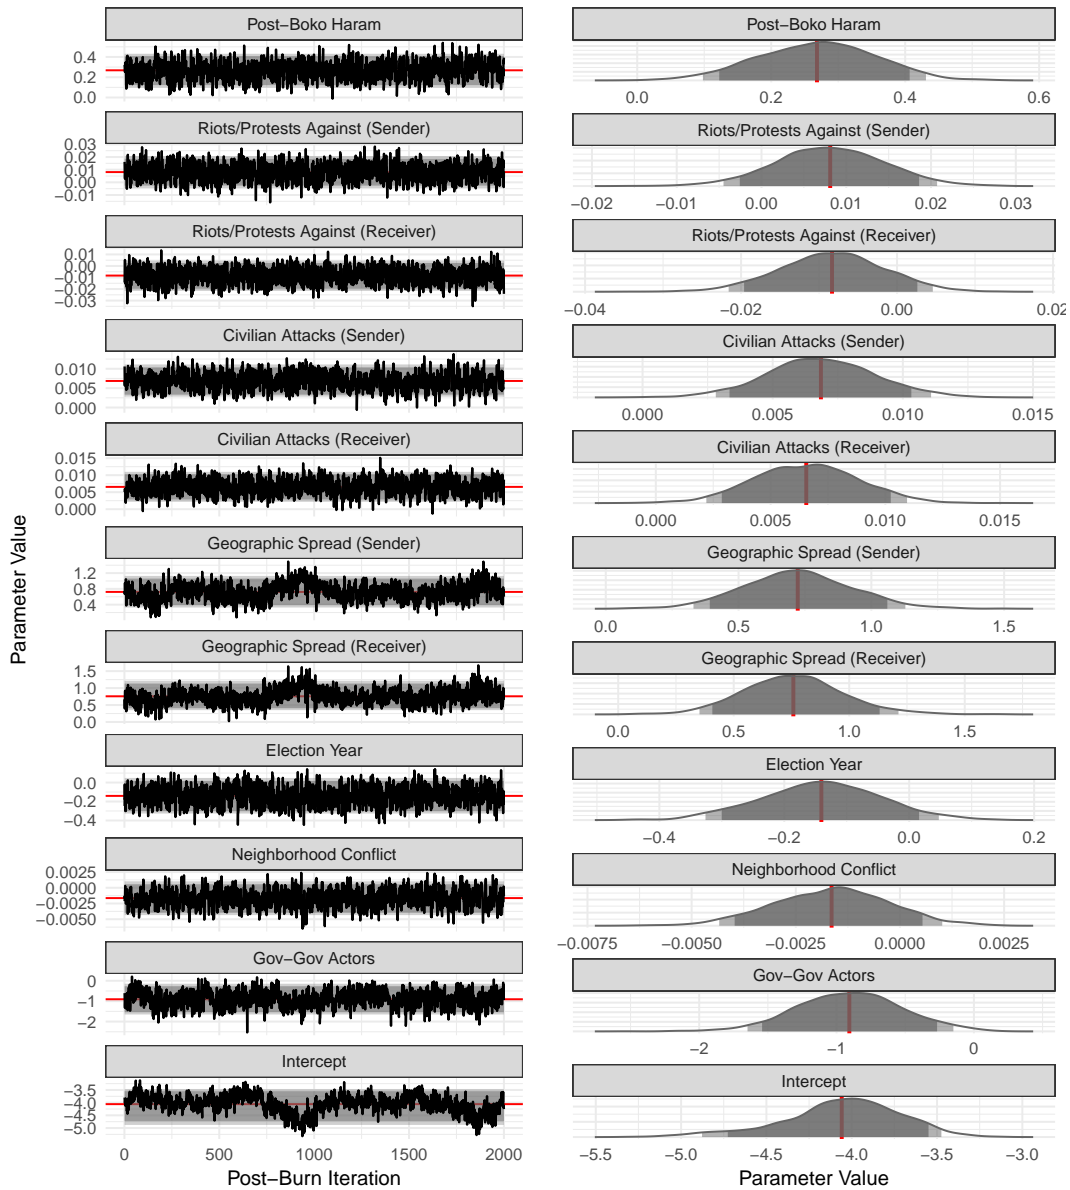 Post−Boko Haram
0.4
0.2
0.0
Riots/Protests Against (Sender)
0.03
0.02
0.01
0.00
−0.01
Riots/Protests Against (Receiver)
0.01
0.00
−0.01
−0.02
−0.03
Civilian Attacks (Sender)
0.010
0.005
0.000
Civilian Attacks (Receiver)
0.015
0.010
0.005
0.000
Geographic Spread (Sender)
1.2
0.8
0.4
Geographic Spread (Receiver)
1.5
1.0
0.5
0.0
Election Year
0.0
−0.2
−0.4
Neighborhood Conflict
0.0025
0.0000
−0.0025
−0.0050
Gov−Gov Actors
0
−1
−2
Intercept
−3.5
−4.0
−4.5
−5.0
0 500 1000 1500 2000
Post−Burn Iteration
Parameter Value
Post−Boko Haram
0.0 0.2 0.4 0.6
Riots/Protests Against (Sender)
−0.02 −0.01 0.00 0.01 0.02 0.03
Riots/Protests Against (Receiver)
−0.04 −0.02 0.00 0.02
Civilian Attacks (Sender)
0.000 0.005 0.010 0.015
Civilian Attacks (Receiver)
0.000 0.005 0.010 0.015
Geographic Spread (Sender)
0.0 0.5 1.0 1.5
Geographic Spread (Receiver)
0.0 0.5 1.0 1.5
Election Year
−0.4 −0.2 0.0 0.2
Neighborhood Conflict
−0.0075 −0.0050 −0.0025 0.0000 0.0025
Gov−Gov Actors
−2 −1 0
Intercept
−5.5 −5.0 −4.5 −4.0 −3.5 −3.0
Parameter Value